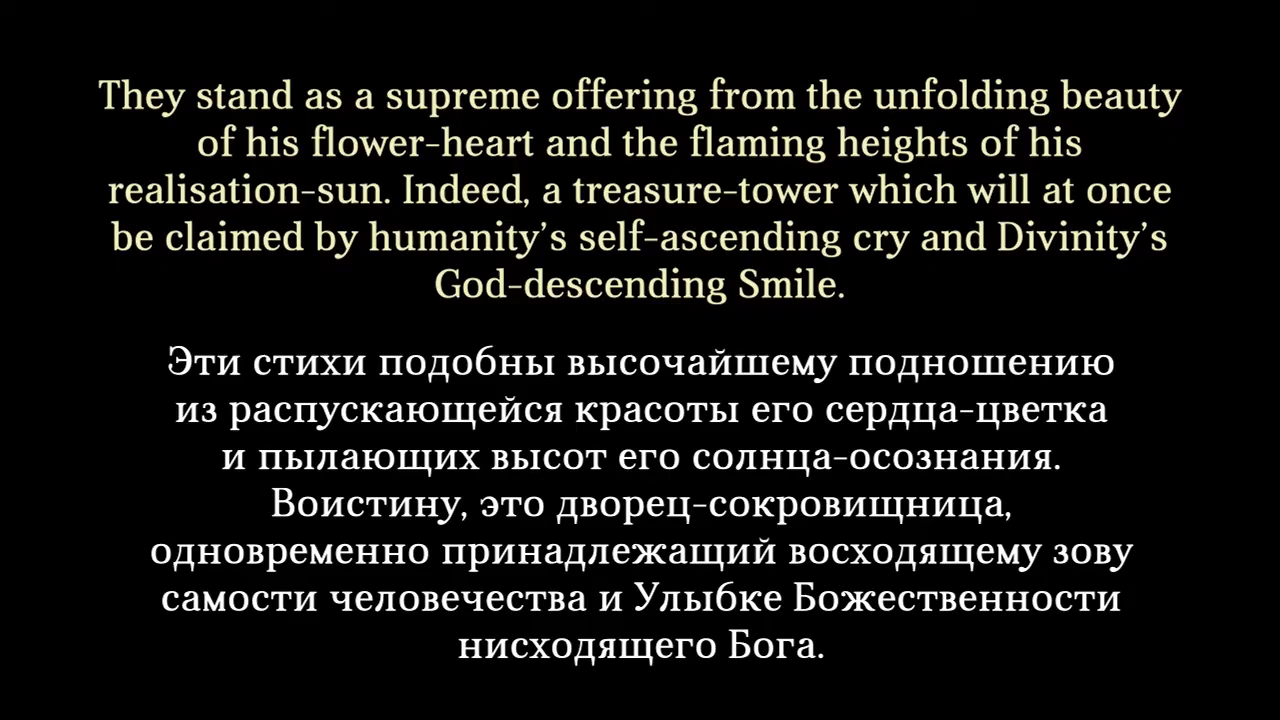 They stand as a supreme offering from the unfolding beauty
of his flower-heart and the flaming heights of his
realisation-sun. Indeed, a treasure-tower which will at once
be claimed by humanity’s self-ascending cry and Divinity’s
God-descending Smile.
Эти стихи подобны высочайшему подношению
из распускающейся красоты его сердца-цветка
и пылающих высот его солнца-осознания.
Воистину, это дворец-сокровищница,
одновременно принадлежащий восходящему зову
самости человечества и Улыбке Божественности
нисходящего Бога.